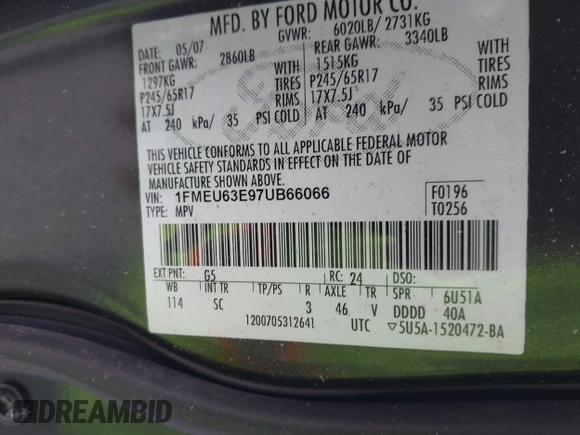 MFD. BY FORD MOTOR CO.
DATE: 05/07 GVWR: 6020LB/ 2731KG
FRONT GAWR: 2860LB REAR GAWR: 3340LB
1297KG 1515KG
P245/65R17 TIRES P245/65R17 TIRES
17X7.5J RIMS 17X7.5J RIMS
AT 240 kPa/ 35 PSI COLD AT 240 kPa/ 35 PSI COLD
THIS VEHICLE CONFORMS TO ALL APPLICABLE FEDERAL MOTOR
VEHICLE SAFETY STANDARDS IN EFFECT ON THE DATE OF
MANUFACTURE SHOWN ABOVE.
VIN: 1FMEU63E97UB66066 F0196
TYPE: MPV T0256
EXT PNT: G5 RC: 24 DSO:
WB INT TR TP/PS R AXLE TR SPR 6U51A
114 SC 3 46 V DDDD 40A
1200705312641 UTC ▽5U5A-1520472-BA
DREAMBID